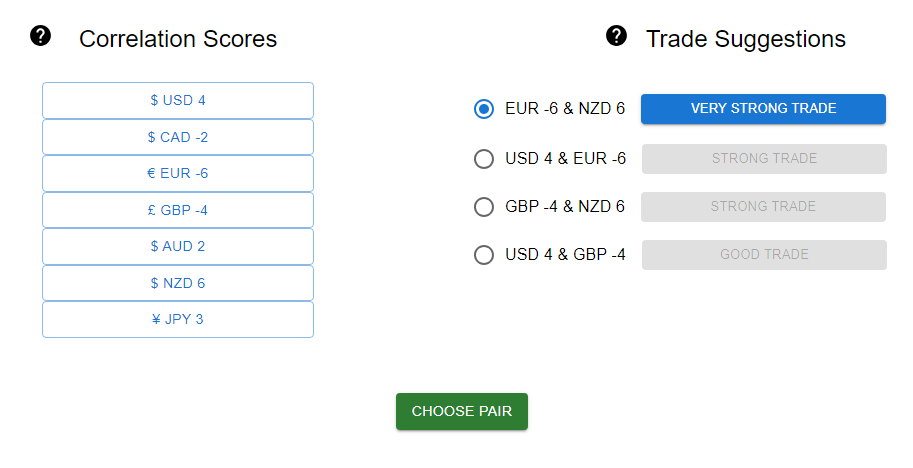 Correlation Scores
$ USD 4
$ CAD -2
€ EUR -6
£ GBP -4
$ AUD 2
$ NZD 6
¥ JPY 3
Trade Suggestions
EUR -6 & NZD 6 VERY STRONG TRADE
USD 4 & EUR -6 STRONG TRADE
GBP -4 & NZD 6 STRONG TRADE
USD 4 & GBP -4 GOOD TRADE
CHOOSE PAIR